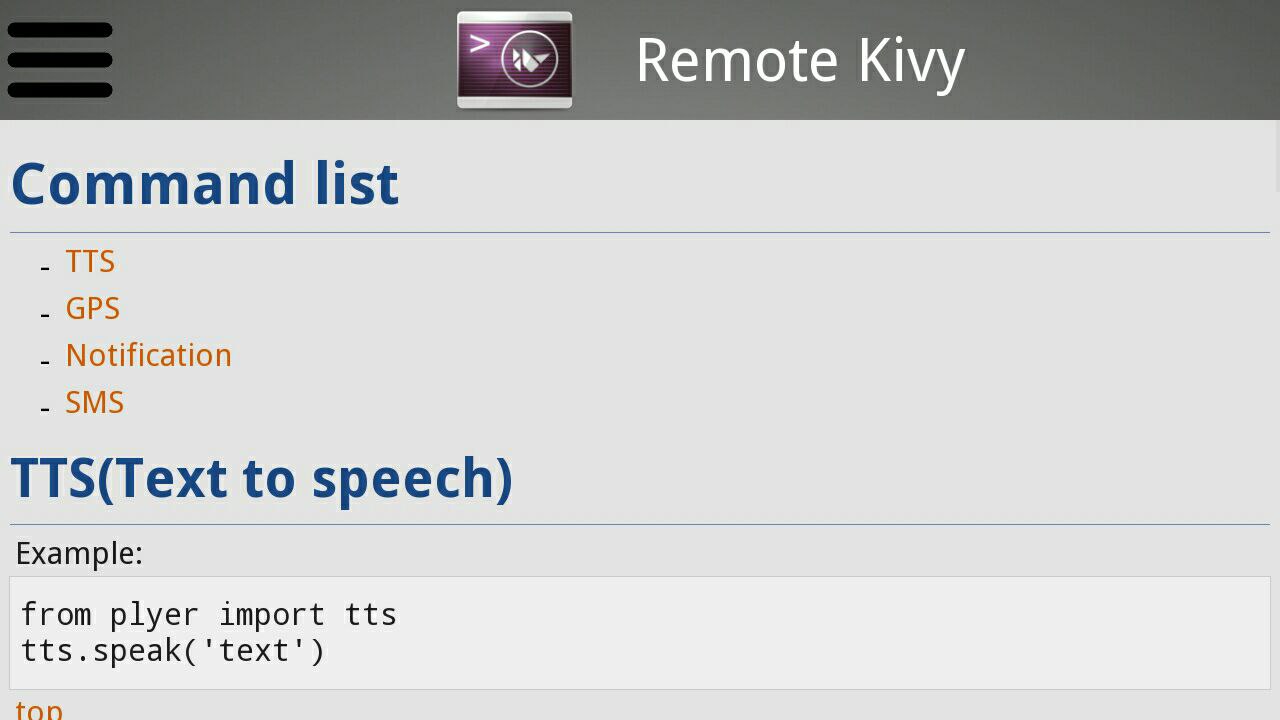 Remote Kivy
Command list
- TTS
- GPS
- Notification
- SMS
TTS(Text to speech)
Example:
from plyer import tts
tts.speak('text')
top